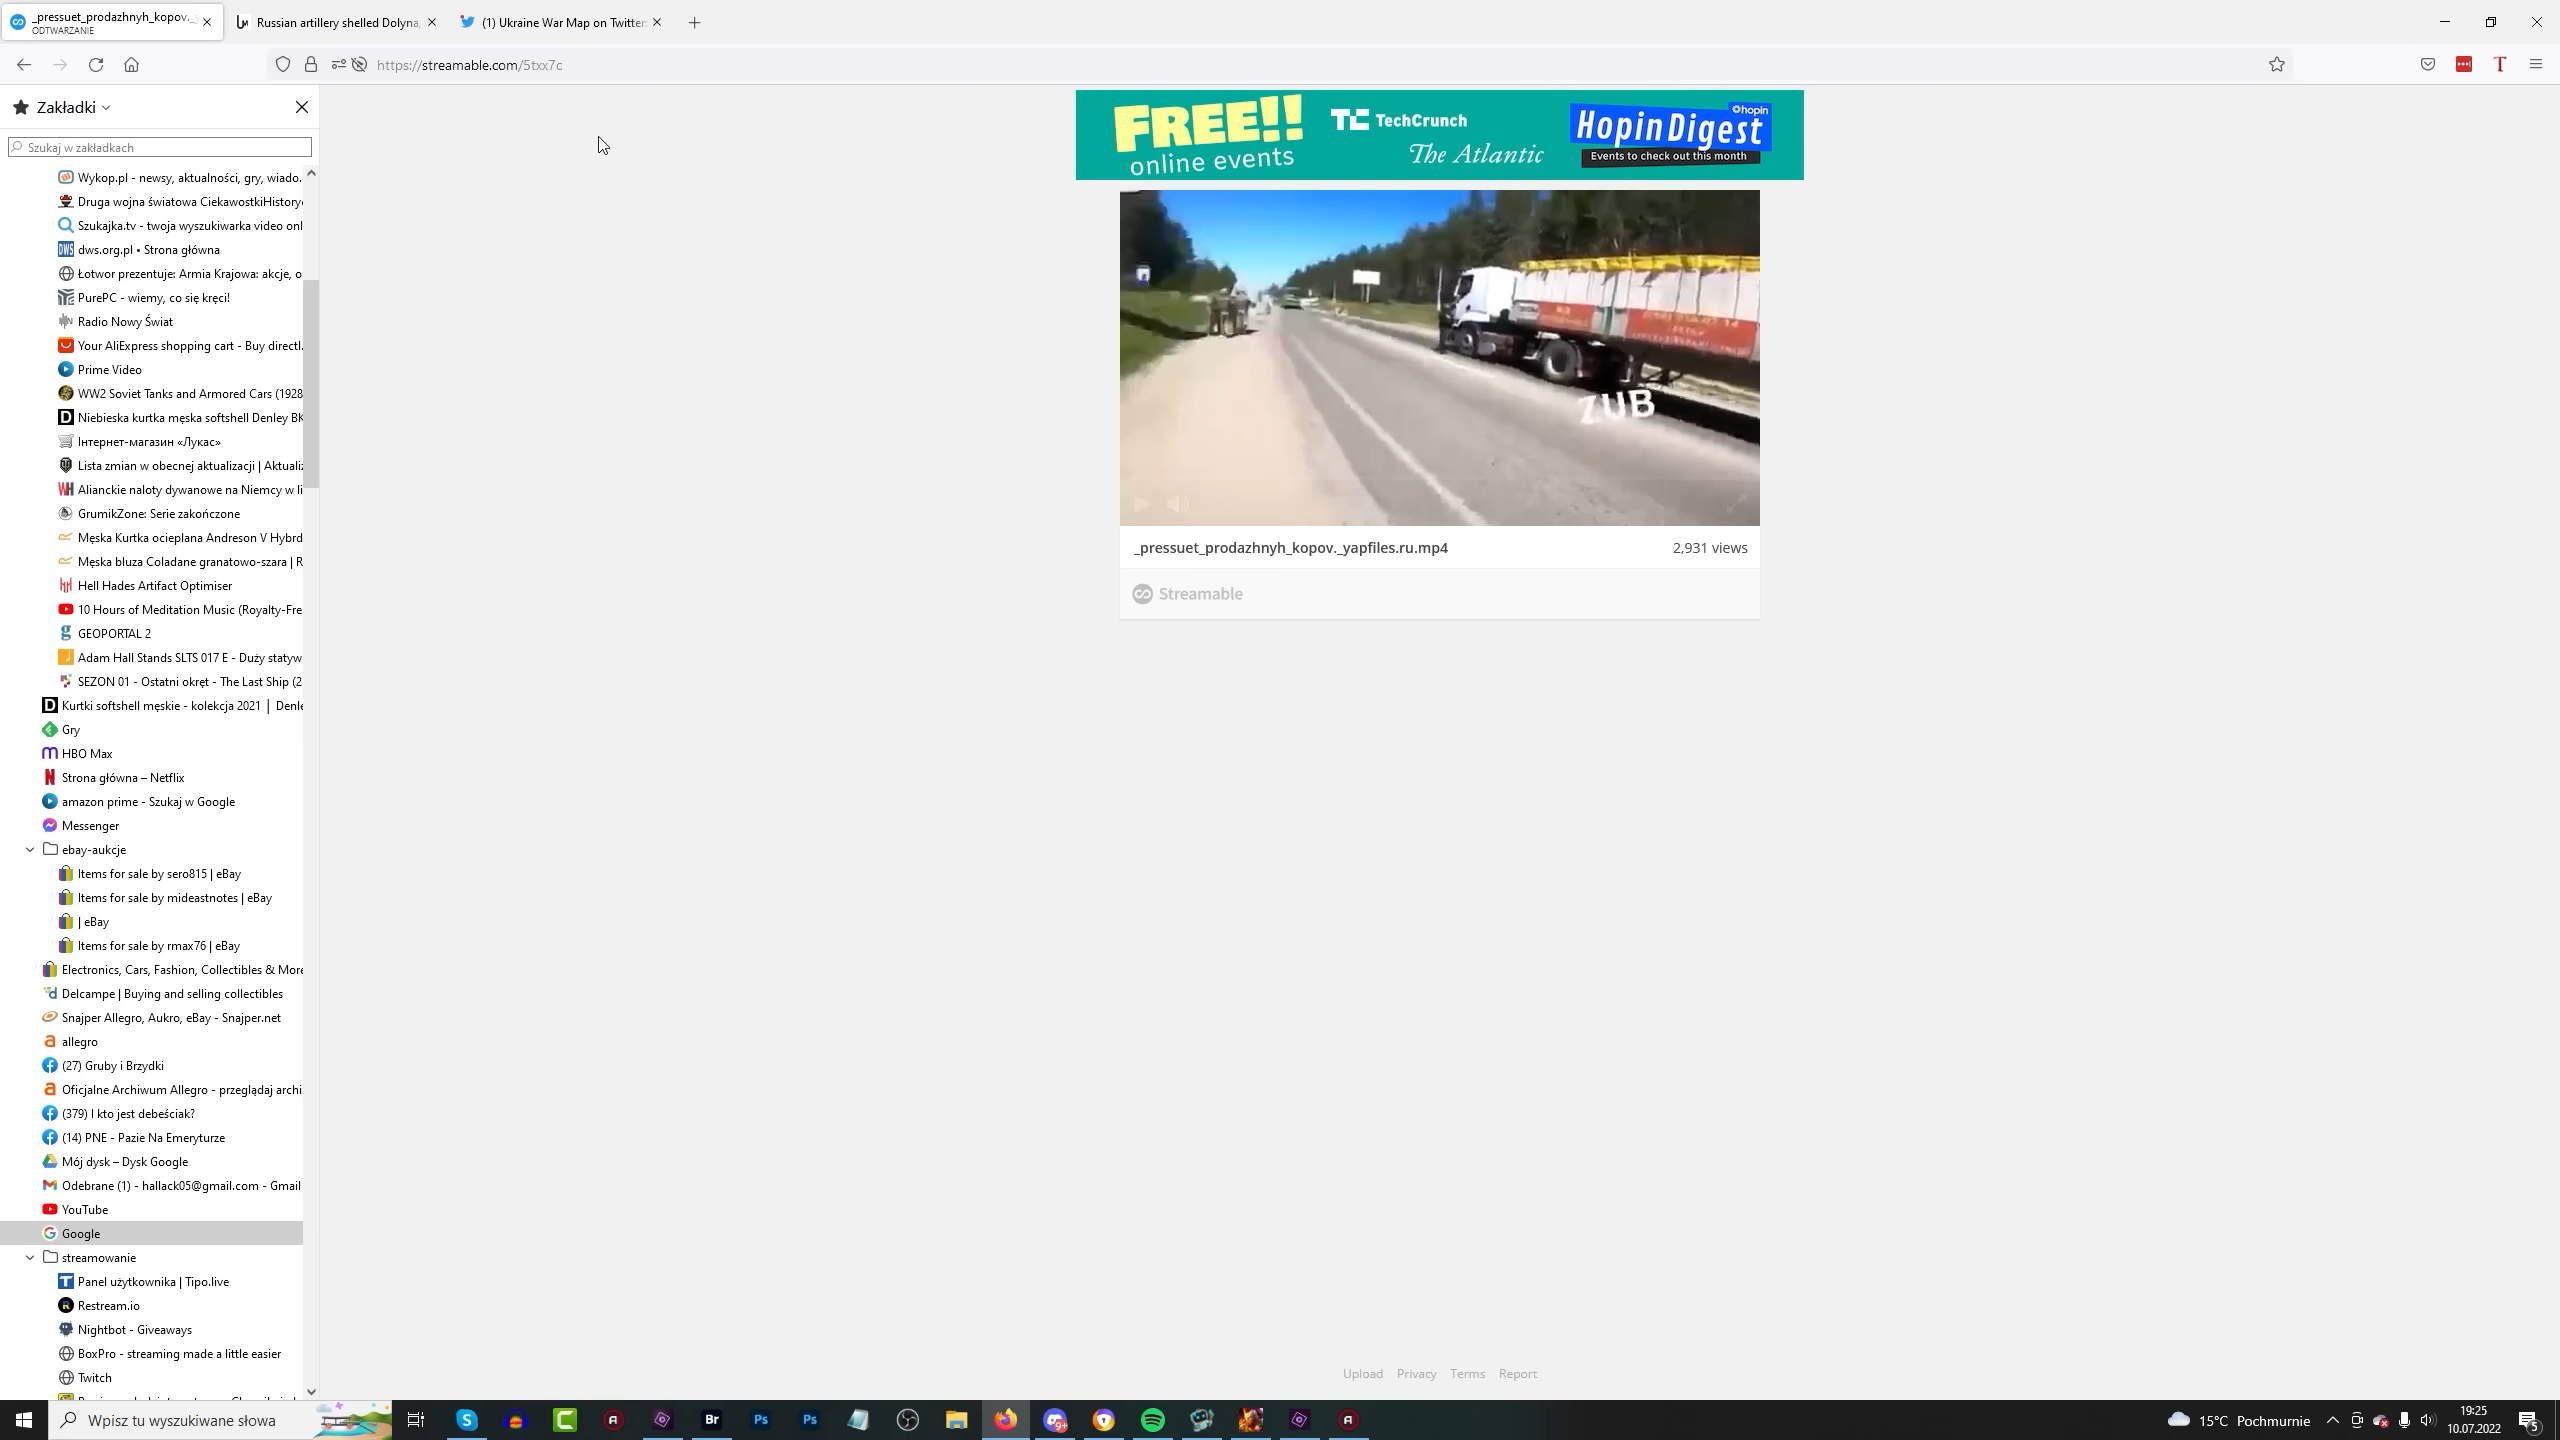 _pressuet_prodazhnyh_kopov._y
ODTWARZANIE
Russian artillery shelled Dolyna,
(1) Ukraine War Map on Twitter:
https://streamable.com/5txx7c
Zakładki
Szukaj w zakładkach
Wykop.pl - newsy, aktualności, gry, wiado.
Druga wojna światowa CiekawostkiHistory
Szukajka.tv - twoja wyszukiwarka video onl
dws.org.pl • Strona główna
Łotwor prezentuje: Armia Krajowa: akcje, o
PurePC - wiemy, co się kręci!
Radio Nowy Świat
Your AliExpress shopping cart - Buy directl.
Prime Video
WW2 Soviet Tanks and Armored Cars (1928
Niebieska kurtka męska softshell Denley BK
Інтернет-магазин «Лукас»
Lista zmian w obecnej aktualizacji | Aktualiz
Alianckie naloty dywanowe na Niemcy w li
GrumikZone: Serie zakończone
Męska Kurtka ocieplana Andreson V Hybrd
Męska bluza Coladane granatowo-szara | R
Hell Hades Artifact Optimiser
10 Hours of Meditation Music (Royalty-Fre
GEOPORTAL 2
Adam Hall Stands SLTS 017 E - Duży statyw
SEZON 01 - Ostatni okręt - The Last Ship (2
Kurtki softshell męskie - kolekcja 2021 | Denle
Gry
HBO Max
Strona główna – Netflix
amazon prime - Szukaj w Google
Messenger
ebay-aukcje
Items for sale by sero815 | eBay
Items for sale by mideastnotes | eBay
| eBay
Items for sale by rmax76 | eBay
Electronics, Cars, Fashion, Collectibles & More
Delcampe | Buying and selling collectibles
Snajper Allegro, Aukro, eBay - Snajper.net
allegro
(27) Gruby i Brzydki
Oficjalne Archiwum Allegro - przeglądaj archi
(379) I kto jest debeściak?
(14) PNE - Pazie Na Emeryturze
Mój dysk – Dysk Google
Odebrane (1) - hallack05@gmail.com - Gmail
YouTube
Google
streamowanie
Panel użytkownika | Tipo.live
Restream.io
Nightbot - Giveaways
BoxPro - streaming made a little easier
Twitch
FREE!!
online events
TC TechCrunch
The Atlantic
hopin
Hopin Digest
Events to check out this month
ZUB
_pressuet_prodazhnyh_kopov._yapfiles.ru.mp4
2,931 views
Streamable
Upload Privacy Terms Report
Wpisz tu wyszukiwane słowa
Br
Ps
Ps
9+
15°C Pochmurnie
19:25
10.07.2022
5